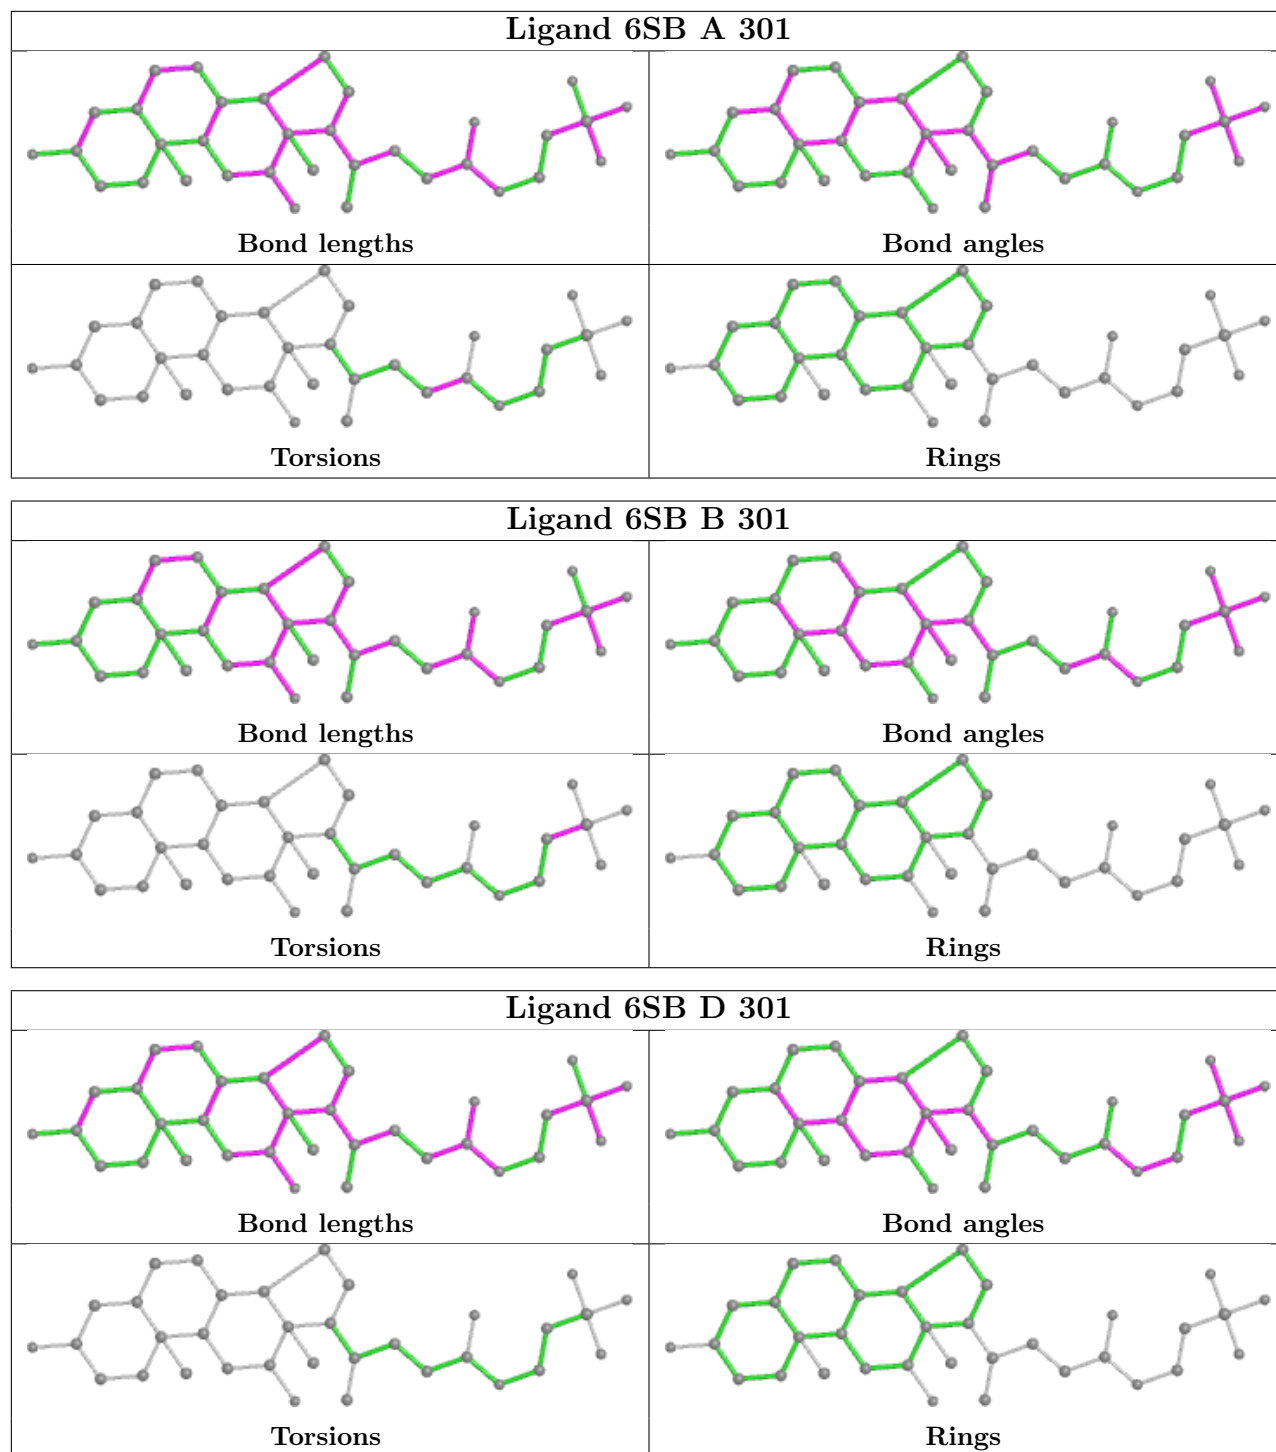 Ligand 6SB A 301
Bond lengths
Bond angles
Torsions
Rings
Ligand 6SB B 301
Bond lengths
Bond angles
Torsions
Rings
Ligand 6SB D 301
Bond lengths
Bond angles
Torsions
Rings